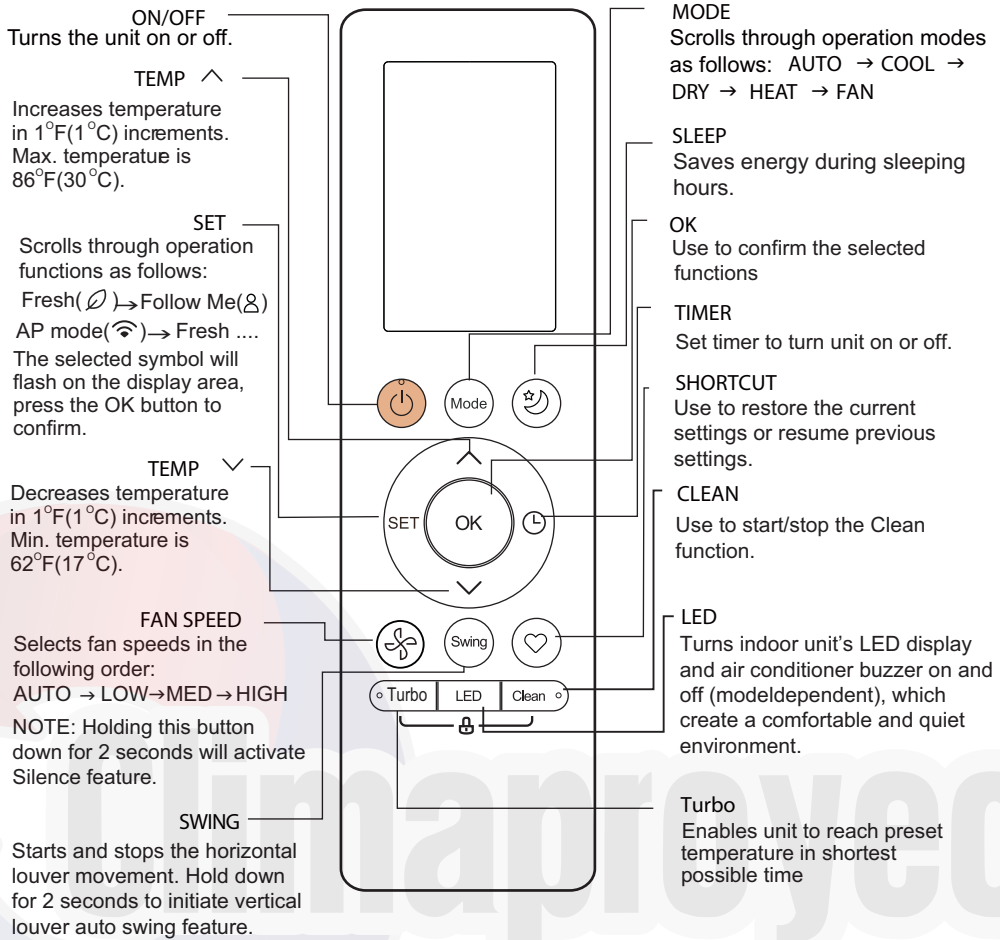 ON/OFF
Turns the unit on or off.
TEMP
Increases temperature
in 1°F(1°C) increments.
Max. temperature is
86°F(30°C).
SET
Scrolls through operation
functions as follows:
Fresh( ) → Follow Me( )
AP mode( ) → Fresh ....
The selected symbol will
flash on the display area,
press the OK button to
confirm.
TEMP
Decreases temperature
in 1°F(1°C) increments.
Min. temperature is
62°F(17°C).
FAN SPEED
Selects fan speeds in the
following order:
AUTO → LOW→MED → HIGH
NOTE: Holding this button
down for 2 seconds will activate
Silence feature.
SWING
Starts and stops the horizontal
louver movement. Hold down
for 2 seconds to initiate vertical
louver auto swing feature.
Mode
SET
OK
Swing
Turbo
LED
Clean
MODE
Scrolls through operation modes
as follows: AUTO → COOL →
DRY → HEAT → FAN
SLEEP
Saves energy during sleeping
hours.
OK
Use to confirm the selected
functions
TIMER
Set timer to turn unit on or off.
SHORTCUT
Use to restore the current
settings or resume previous
settings.
CLEAN
Use to start/stop the Clean
function.
LED
Turns indoor unit's LED display
and air conditioner buzzer on and
off (modeldependent), which
create a comfortable and quiet
environment.
Turbo
Enables unit to reach preset
temperature in shortest
possible time
Climaproyec